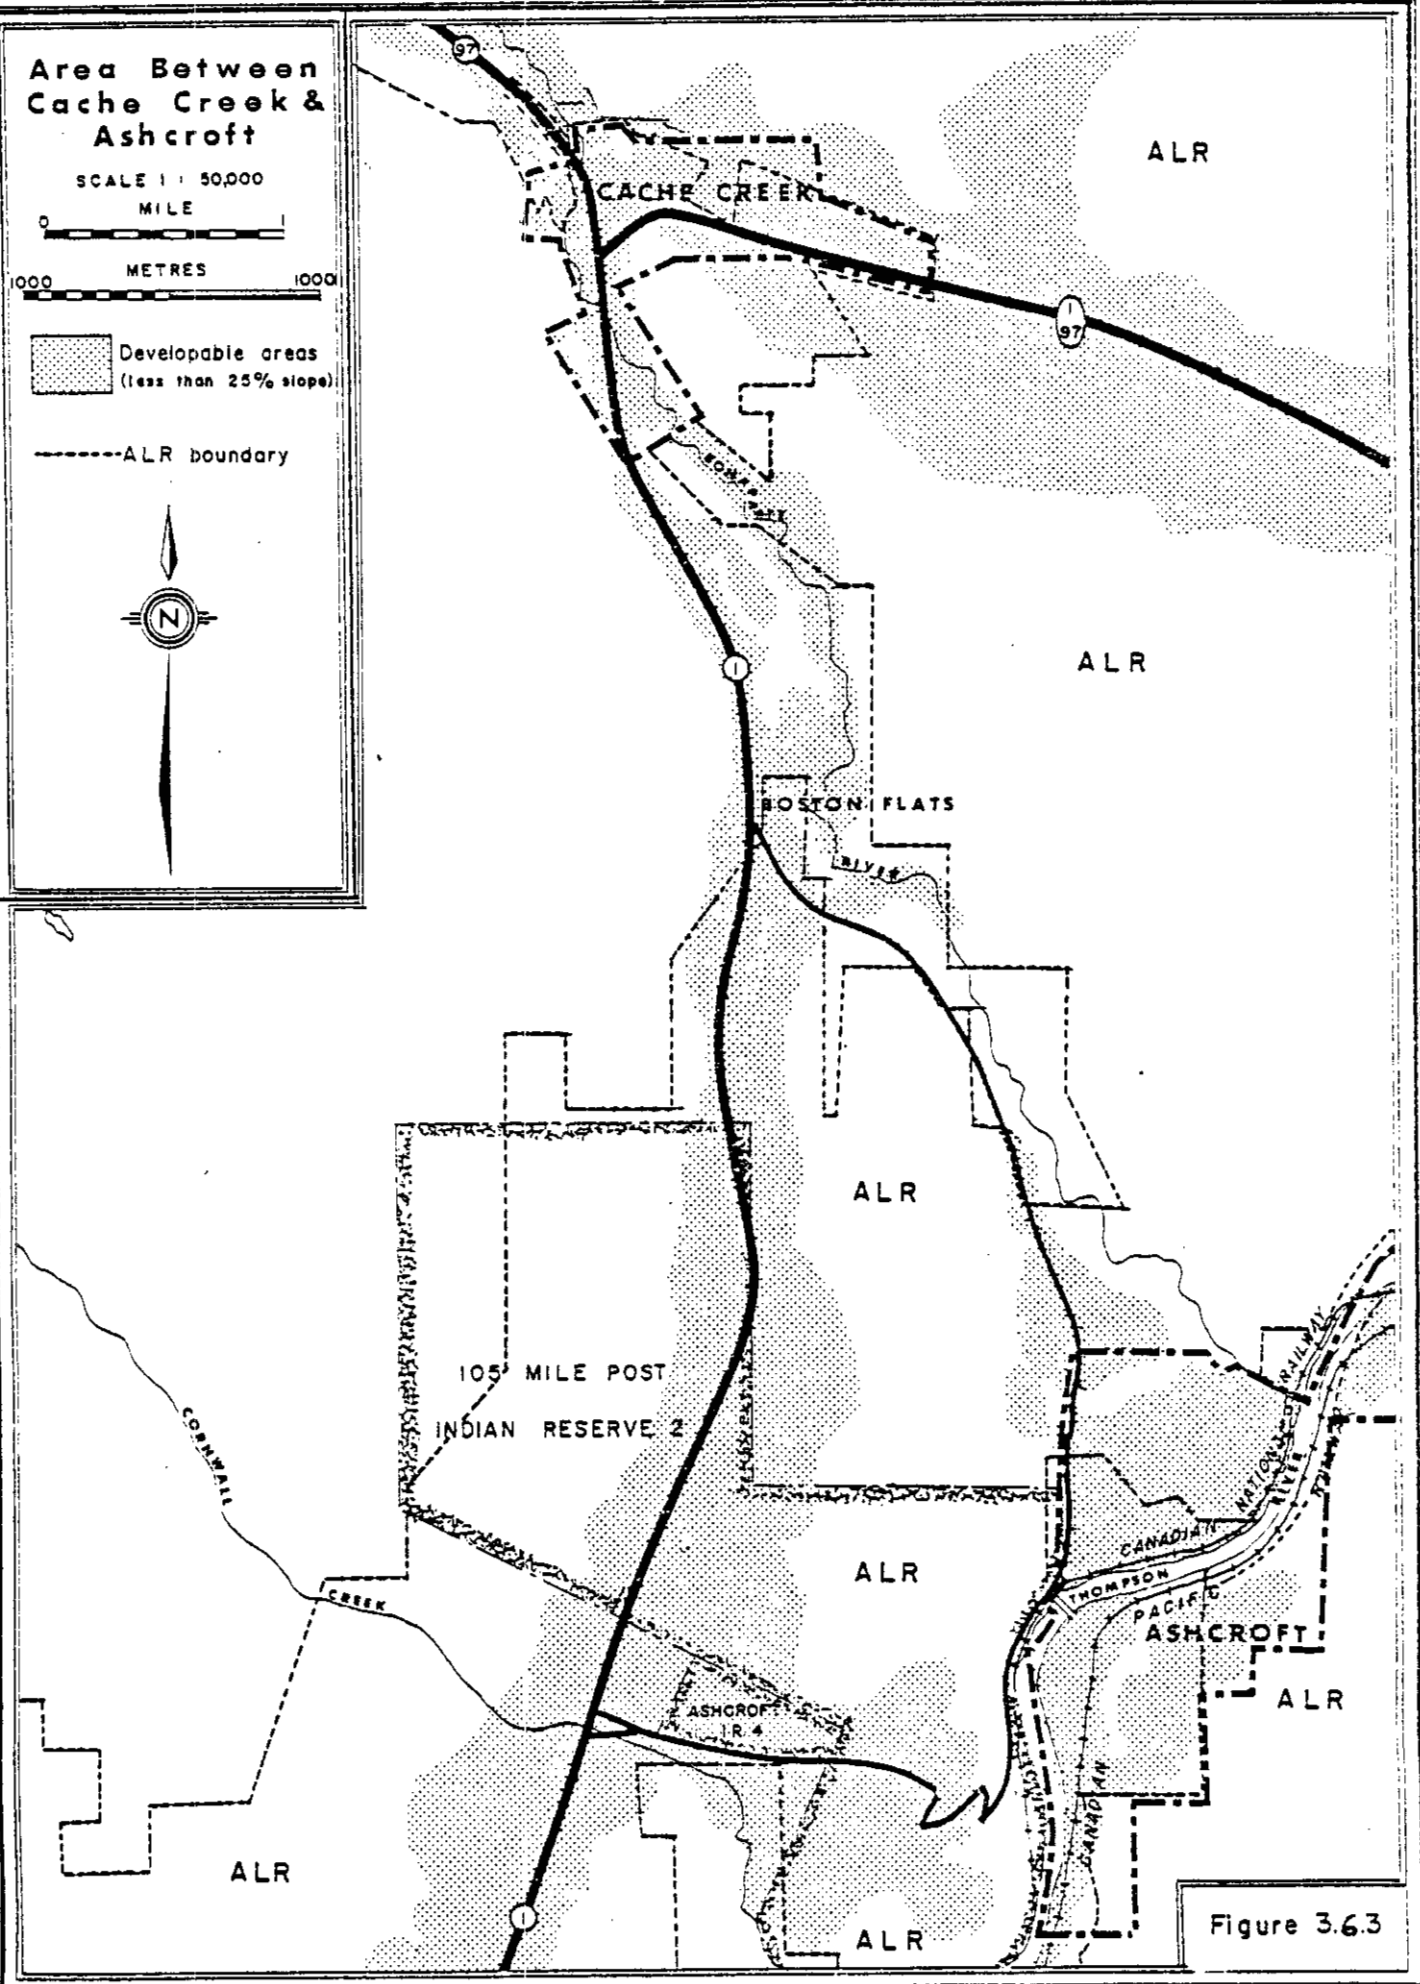 Area Between
Cache Creek &
Ashcroft
SCALE 1 : 50,000
MILE
0 1
METRES
1000 1000
Developable areas
(less than 25% slope)
ALR boundary
N
97
ALR
CACHE CREEK
1
97
ALR
1
BOSTON FLATS
RIVER
ALR
105 MILE POST
INDIAN RESERVE 2
CORNWALL
CREEK
RAILWAY
NATIONAL
RIVER
CANADIAN
THOMPSON
PACIFIC
ASHCROFT
ALR
ALR
ASHCROFT
I R 4
CANADIAN
ALR
1
ALR
Figure 3.6.3